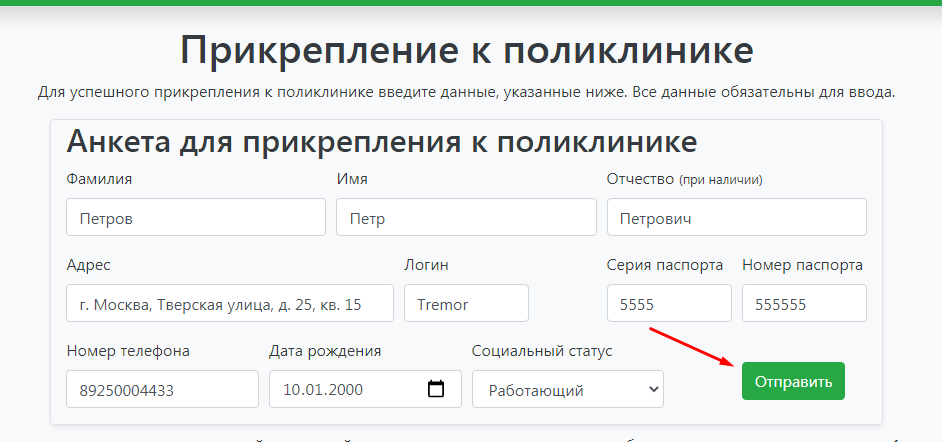 Прикрепление к поликлинике
Для успешного прикрепления к поликлинике введите данные, указанные ниже. Все данные обязательны для ввода.
Анкета для прикрепления к поликлинике
Фамилия Имя Отчество (при наличии)
Петров Петр Петрович
Адрес Логин Серия паспорта Номер паспорта
г. Москва, Тверская улица, д. 25, кв. 15 Tremor 5555 555555
Номер телефона Дата рождения Социальный статус
89250004433 10.01.2000 Работающий Отправить